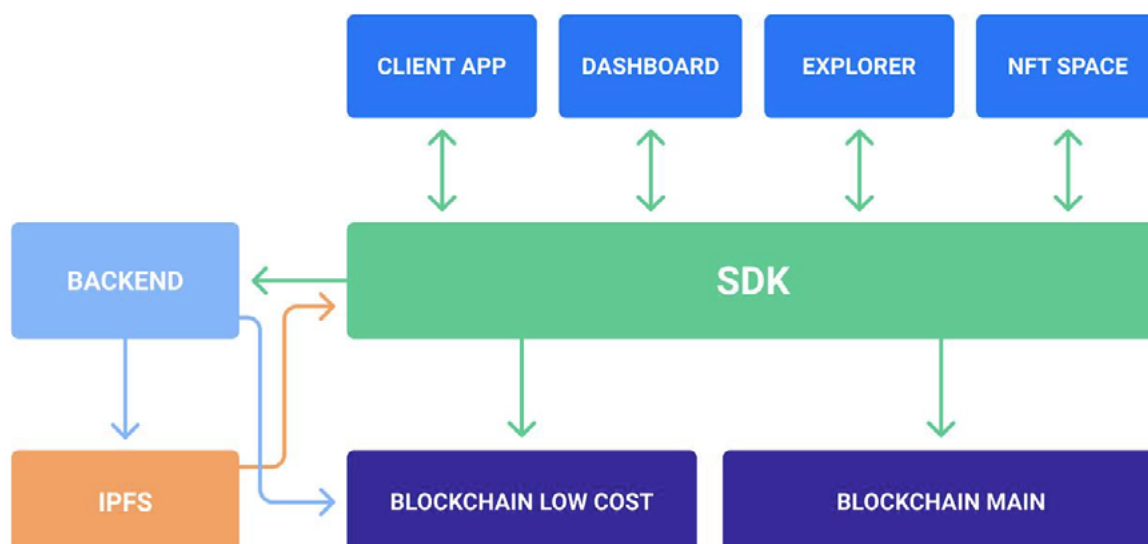 CLIENT APP
DASHBOARD
EXPLORER
NFT SPACE
BACKEND
SDK
IPFS
BLOCKCHAIN LOW COST
BLOCKCHAIN MAIN